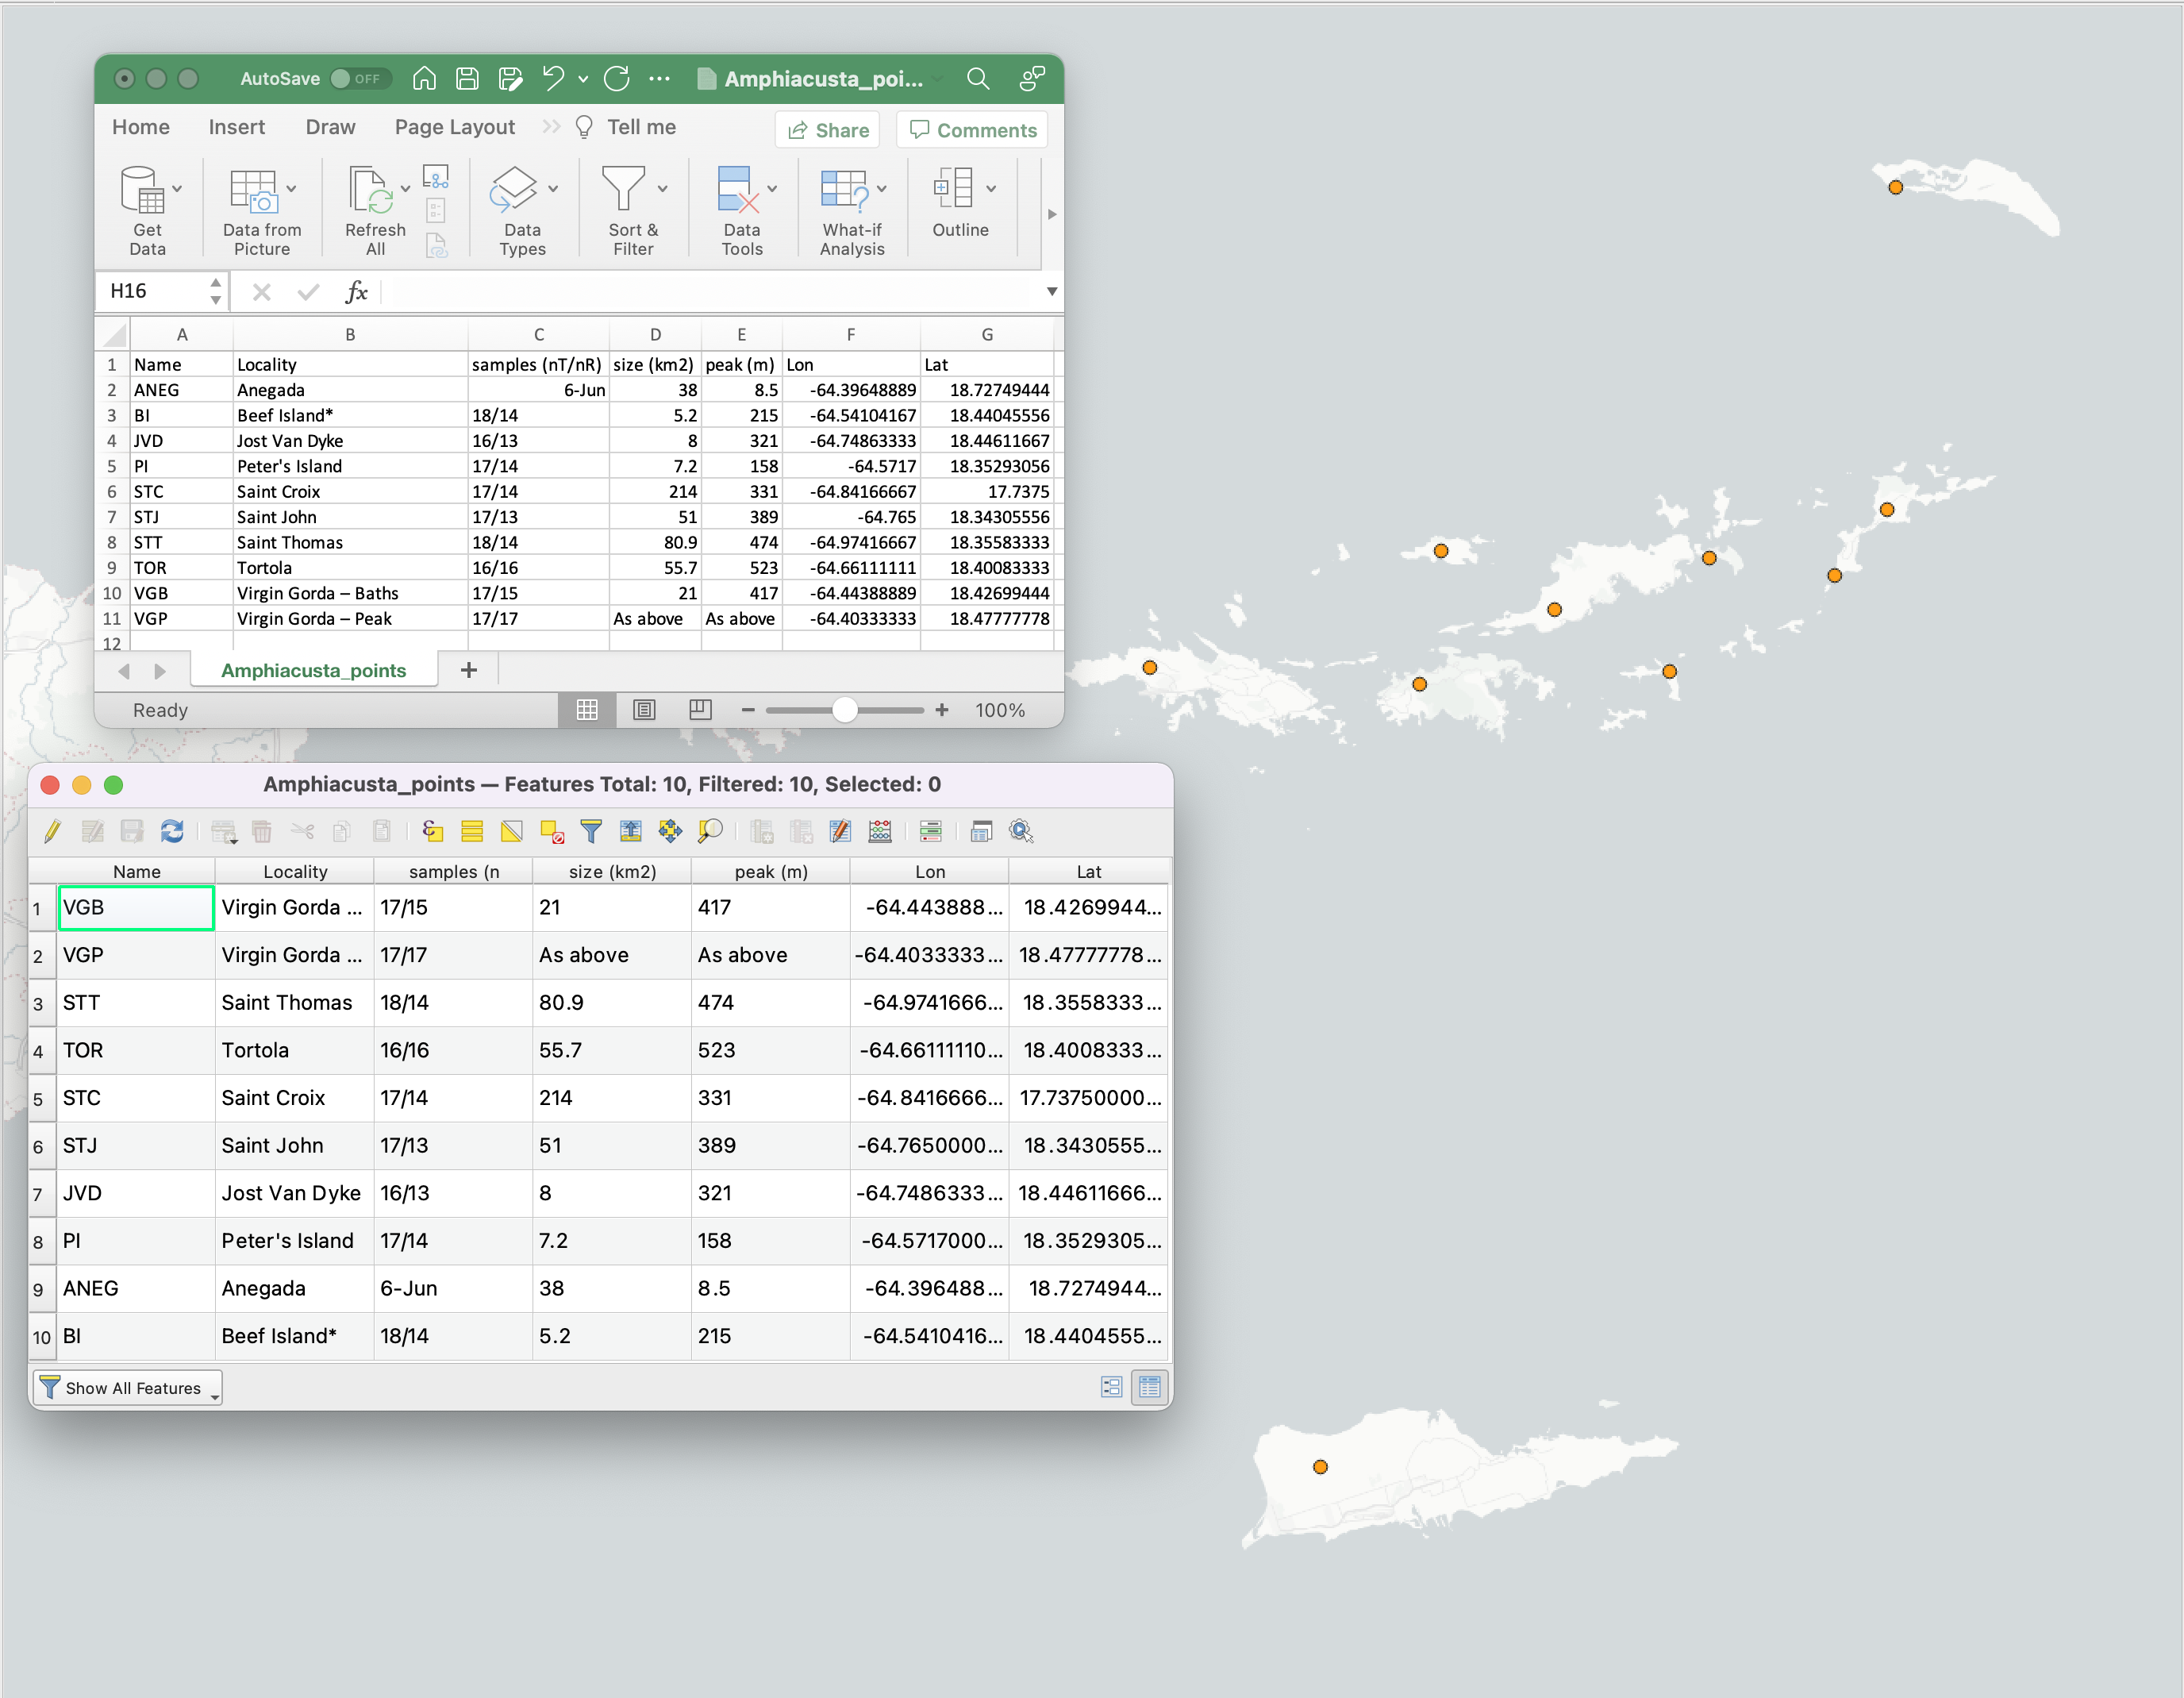 AutoSave OFF Amphiacusta_poi...
Home Insert Draw Page Layout Tell me Share Comments
Get Data Data from Picture Refresh All Data Types Sort & Filter Data Tools What-if Analysis Outline
H16 fx
A B C D E F G
1 Name Locality samples (nT/nR) size (km2) peak (m) Lon Lat
2 ANEG Anegada 6-Jun 38 8.5 -64.39648889 18.72749444
3 BI Beef Island* 18/14 5.2 215 -64.54104167 18.44045556
4 JVD Jost Van Dyke 16/13 8 321 -64.74863333 18.44611667
5 PI Peter's Island 17/14 7.2 158 -64.5717 18.35293056
6 STC Saint Croix 17/14 214 331 -64.84166667 17.7375
7 STJ Saint John 17/13 51 389 -64.765 18.34305556
8 STT Saint Thomas 18/14 80.9 474 -64.97416667 18.35583333
9 TOR Tortola 16/16 55.7 523 -64.66111111 18.40083333
10 VGB Virgin Gorda – Baths 17/15 21 417 -64.44388889 18.42699444
11 VGP Virgin Gorda – Peak 17/17 As above As above -64.40333333 18.47777778
12
Amphiacusta_points +
Ready 100%
Amphiacusta_points — Features Total: 10, Filtered: 10, Selected: 0
Name Locality samples (n size (km2) peak (m) Lon Lat
1 VGB Virgin Gorda ... 17/15 21 417 -64.443888... 18.4269944...
2 VGP Virgin Gorda ... 17/17 As above As above -64.4033333... 18.47777778...
3 STT Saint Thomas 18/14 80.9 474 -64.9741666... 18.3558333...
4 TOR Tortola 16/16 55.7 523 -64.66111110... 18.4008333...
5 STC Saint Croix 17/14 214 331 -64.8416666... 17.73750000...
6 STJ Saint John 17/13 51 389 -64.7650000... 18.3430555...
7 JVD Jost Van Dyke 16/13 8 321 -64.7486333... 18.44611666...
8 PI Peter's Island 17/14 7.2 158 -64.5717000... 18.3529305...
9 ANEG Anegada 6-Jun 38 8.5 -64.396488... 18.7274944...
10 BI Beef Island* 18/14 5.2 215 -64.5410416... 18.4404555...
Show All Features